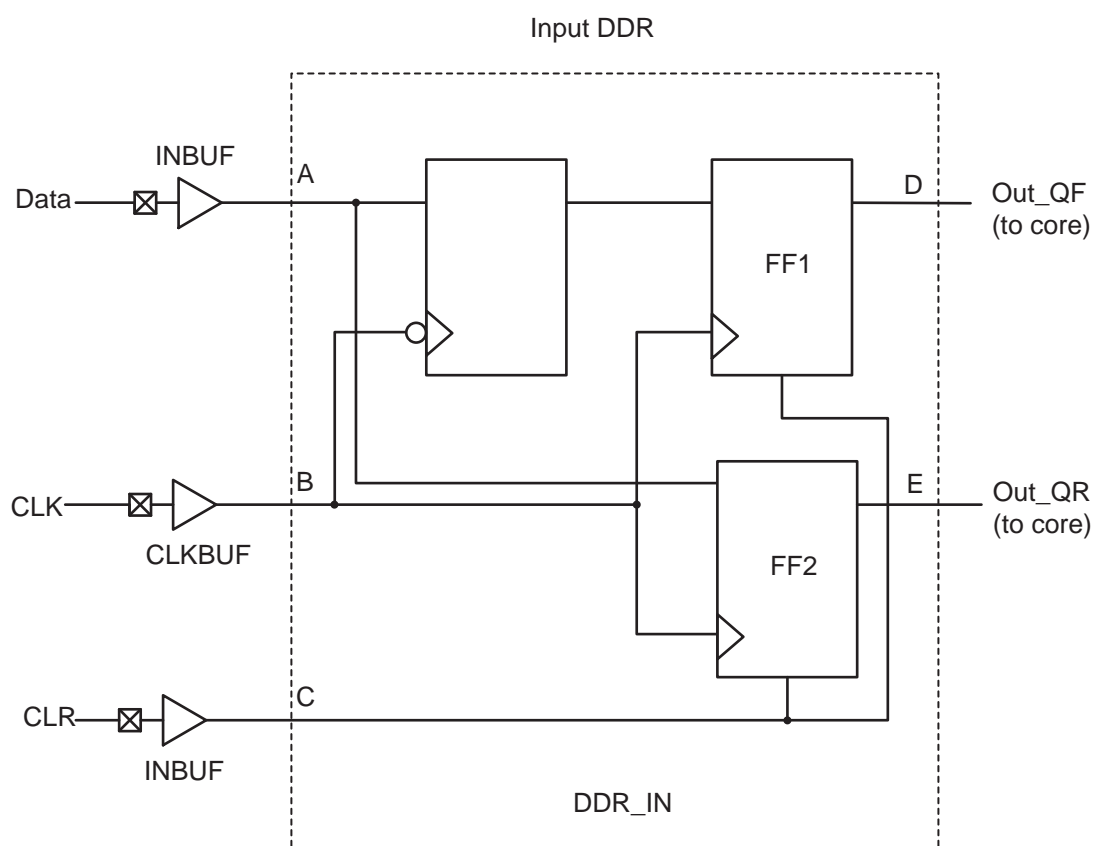 Input DDR
INBUF
A
Data
D
Out_QF
(to core)
FF1
B
CLK
CLKBUF
E
Out_QR
(to core)
FF2
C
CLR
INBUF
DDR_IN